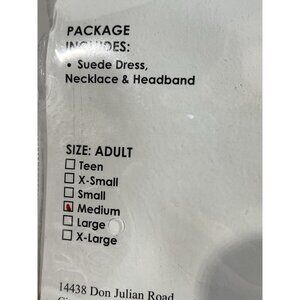 PACKAGE
INCLUDES:
• Suede Dress,
Necklace & Headband
SIZE: ADULT
Teen
X-Small
Small
Medium
Large
X-Large
14438 Don Julian Road